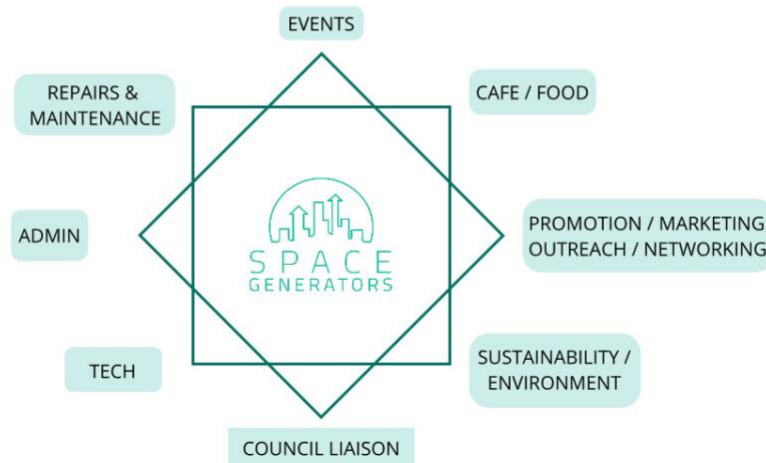 EVENTS
REPAIRS &
MAINTENANCE
CAFE / FOOD
ADMIN
SPACE
GENERATORS
PROMOTION / MARKETING
OUTREACH / NETWORKING
TECH
SUSTAINABILITY /
ENVIRONMENT
COUNCIL LIAISON